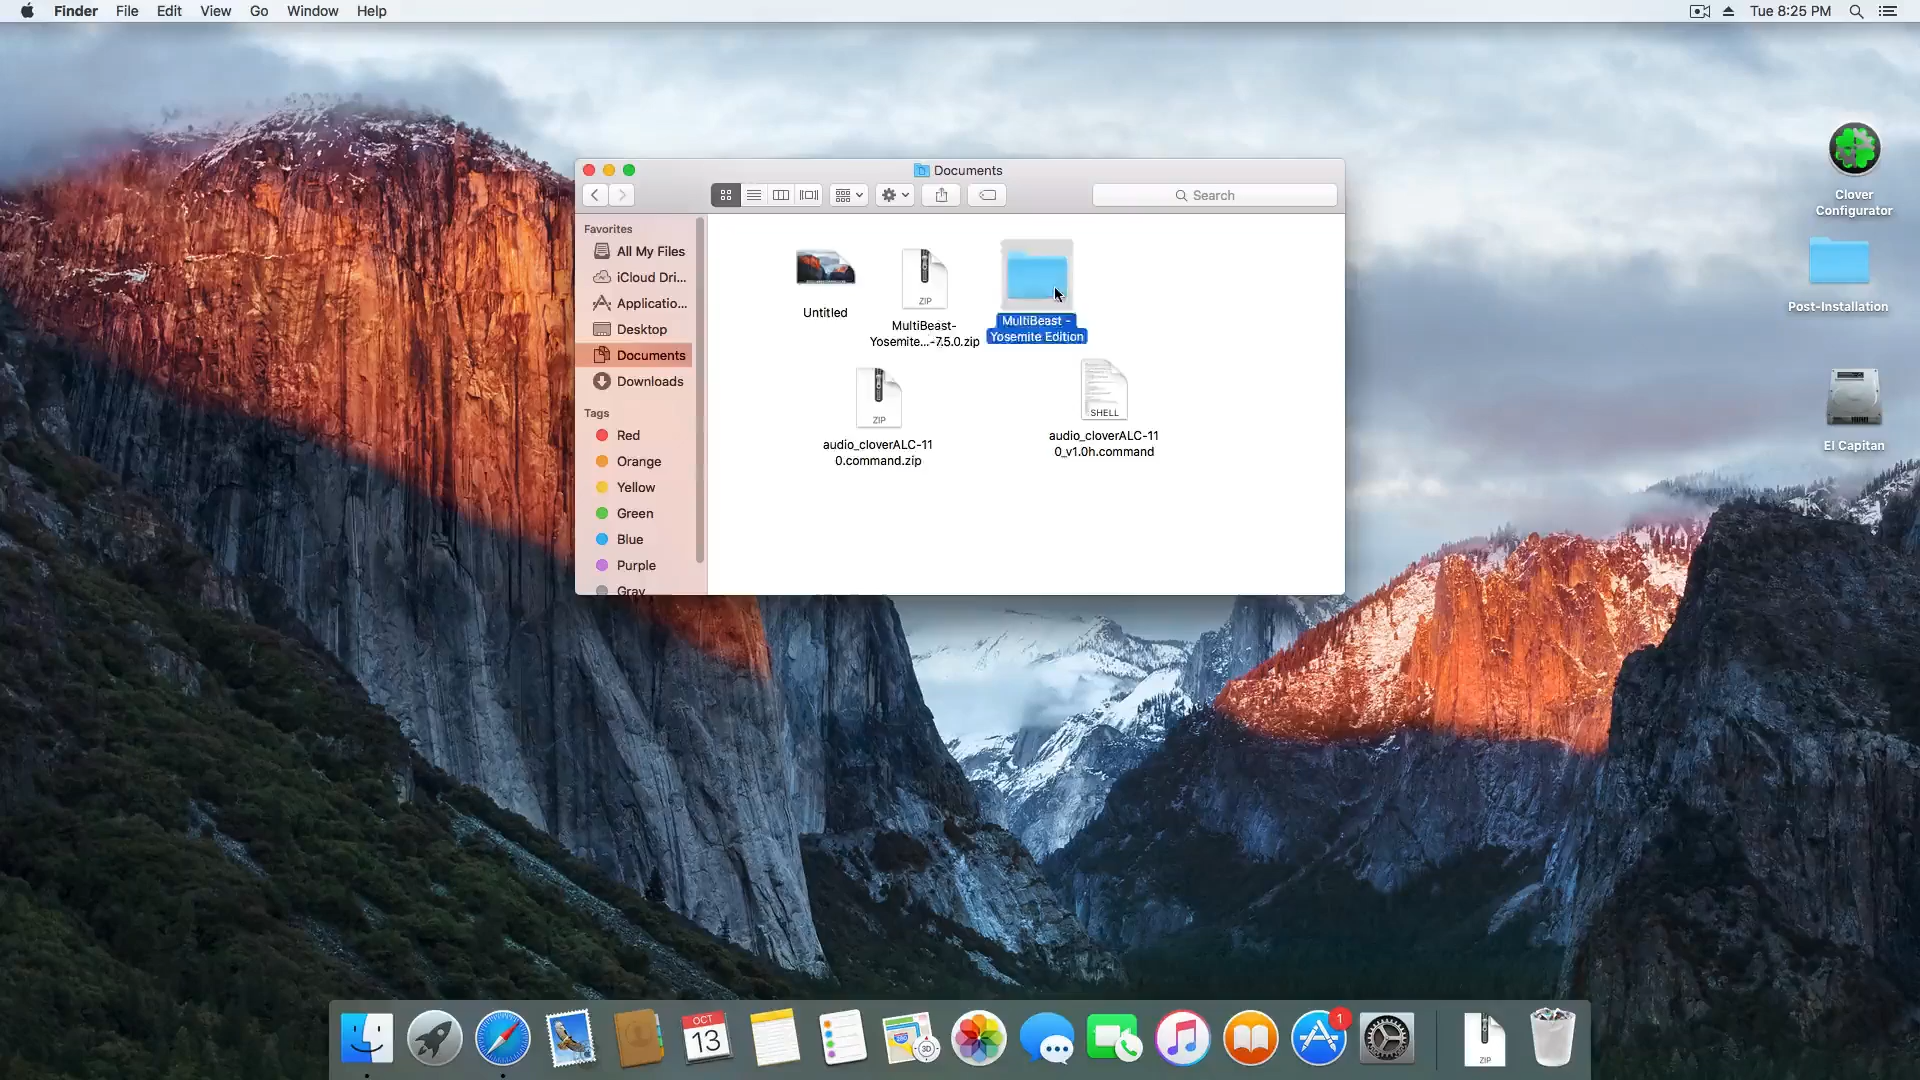 Finder File Edit View Go Window Help
Tue 8:25 PM
Documents
Search
Favorites
All My Files
iCloud Dri...
Applicatio...
Desktop
Documents
Downloads
Tags
Red
Orange
Yellow
Green
Blue
Purple
Gray
Untitled
ZIP
MultiBeast-
Yosemite...-7.5.0.zip
MultiBeast -
Yosemite Edition
ZIP
audio_cloverALC-11
0.command.zip
SHELL
audio_cloverALC-11
0_v1.0h.command
Clover
Configurator
Post-Installation
El Capitan
OCT
13
280
3D
1
ZIP